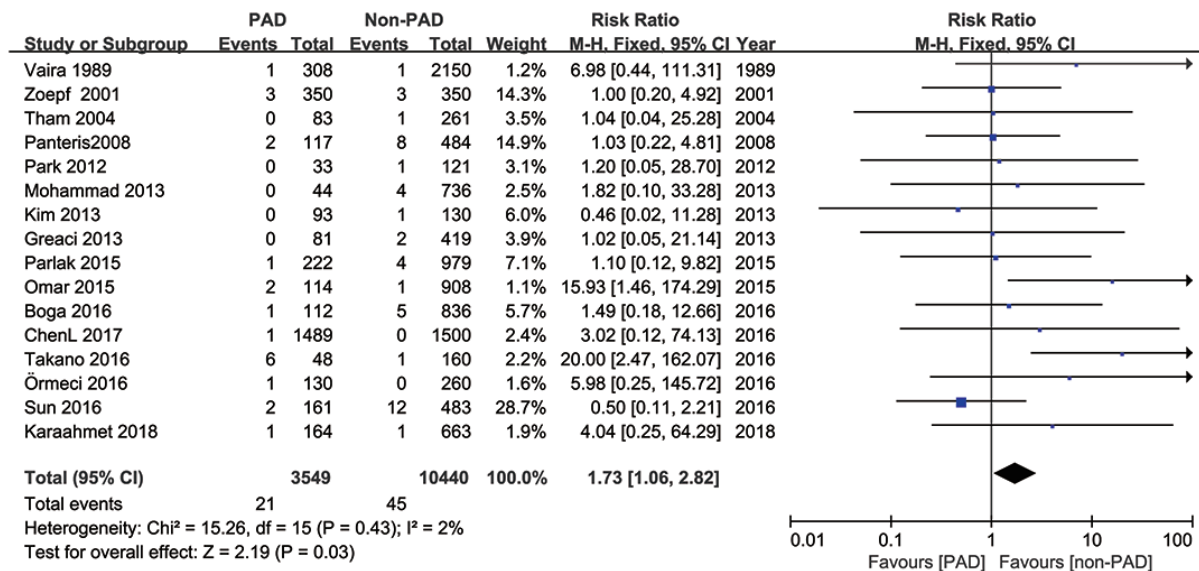 PAD Non-PAD Risk Ratio Risk Ratio
Study or Subgroup Events Total Events Total Weight M-H, Fixed, 95% CI Year M-H, Fixed, 95% CI
Vaira 1989 1 308 1 2150 1.2% 6.98 [0.44, 111.31] 1989
Zoepf 2001 3 350 3 350 14.3% 1.00 [0.20, 4.92] 2001
Tham 2004 0 83 1 261 3.5% 1.04 [0.04, 25.28] 2004
Panteris2008 2 117 8 484 14.9% 1.03 [0.22, 4.81] 2008
Park 2012 0 33 1 121 3.1% 1.20 [0.05, 28.70] 2012
Mohammad 2013 0 44 4 736 2.5% 1.82 [0.10, 33.28] 2013
Kim 2013 0 93 1 130 6.0% 0.46 [0.02, 11.28] 2013
Greaci 2013 0 81 2 419 3.9% 1.02 [0.05, 21.14] 2013
Parlak 2015 1 222 4 979 7.1% 1.10 [0.12, 9.82] 2015
Omar 2015 2 114 1 908 1.1% 15.93 [1.46, 174.29] 2015
Boga 2016 1 112 5 836 5.7% 1.49 [0.18, 12.66] 2016
ChenL 2017 1 1489 0 1500 2.4% 3.02 [0.12, 74.13] 2016
Takano 2016 6 48 1 160 2.2% 20.00 [2.47, 162.07] 2016
Örmeci 2016 1 130 0 260 1.6% 5.98 [0.25, 145.72] 2016
Sun 2016 2 161 12 483 28.7% 0.50 [0.11, 2.21] 2016
Karaahmet 2018 1 164 1 663 1.9% 4.04 [0.25, 64.29] 2018
Total (95% CI) 3549 10440 100.0% 1.73 [1.06, 2.82]
Total events 21 45
Heterogeneity: Chi² = 15.26, df = 15 (P = 0.43); I² = 2%
Test for overall effect: Z = 2.19 (P = 0.03)
0.01 0.1 1 10 100
Favours [PAD] Favours [non-PAD]